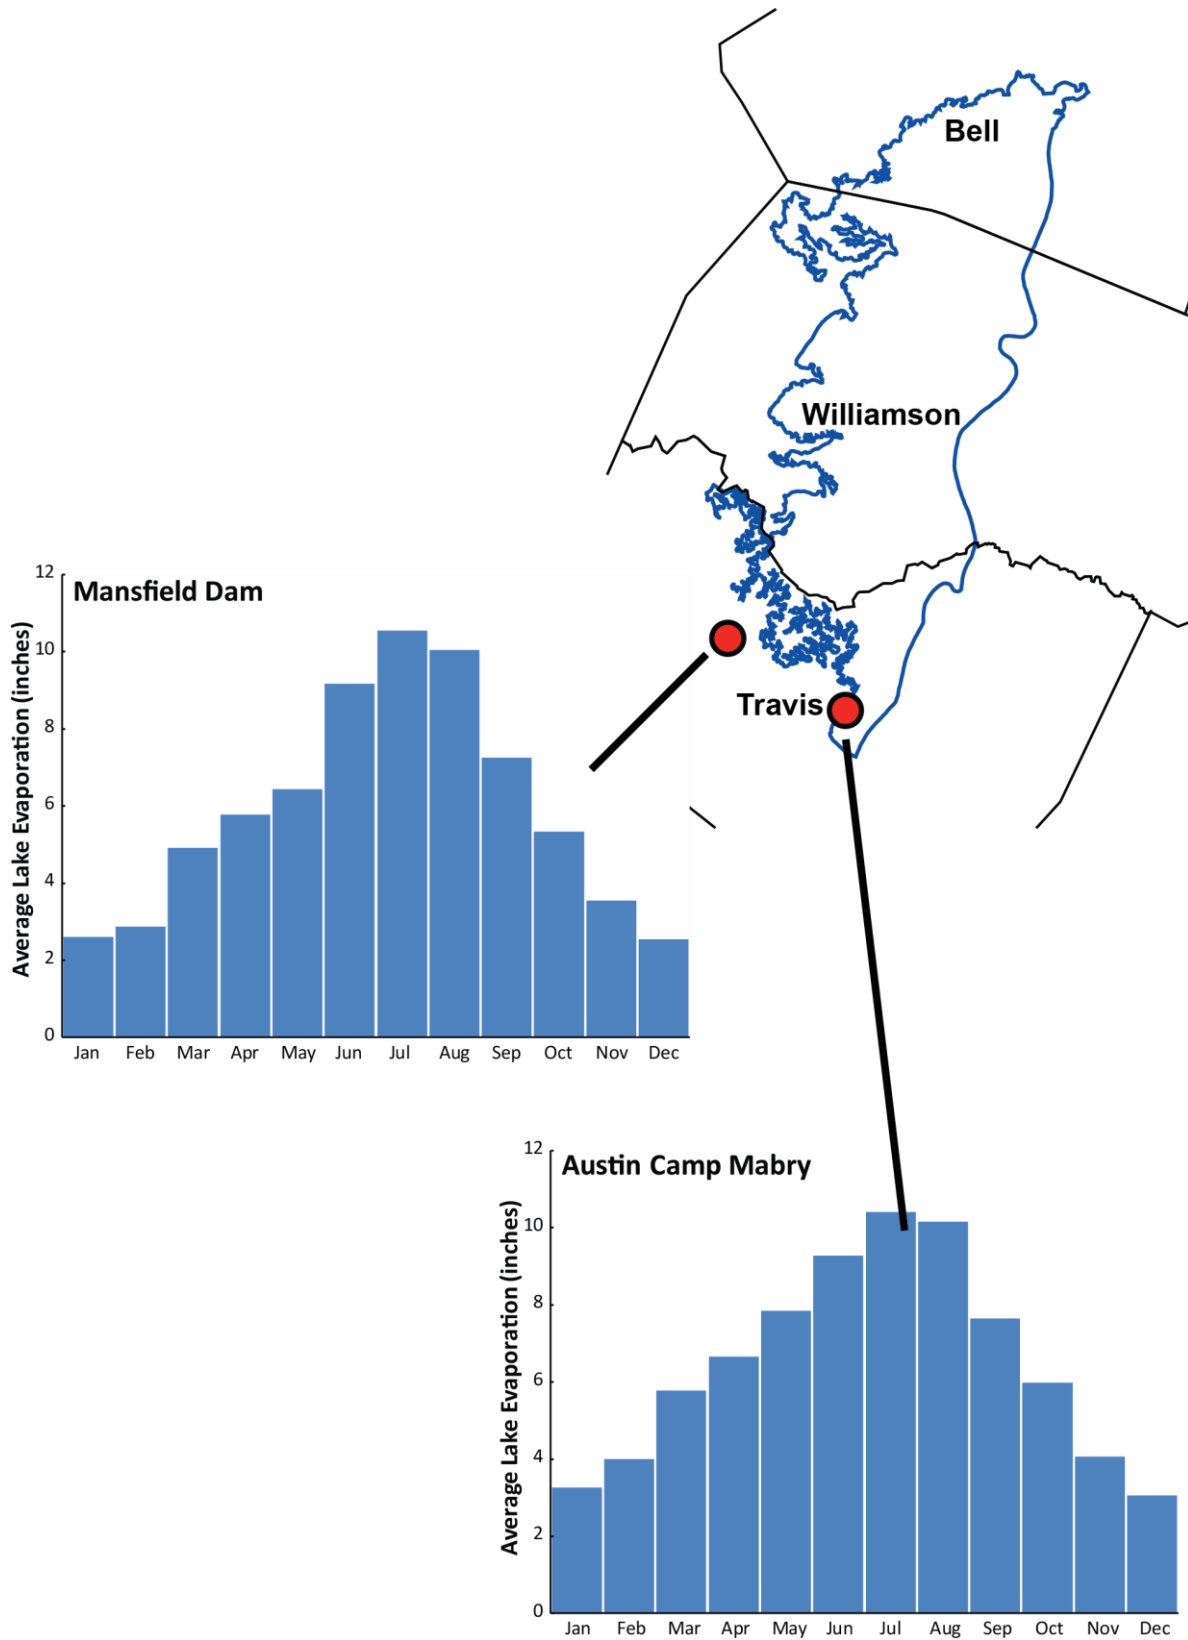 Bell
Williamson
Travis
Mansfield Dam
Average Lake Evaporation (inches)
12
10
8
6
4
2
0
Jan Feb Mar Apr May Jun Jul Aug Sep Oct Nov Dec
Austin Camp Mabry
Average Lake Evaporation (inches)
12
10
8
6
4
2
0
Jan Feb Mar Apr May Jun Jul Aug Sep Oct Nov Dec